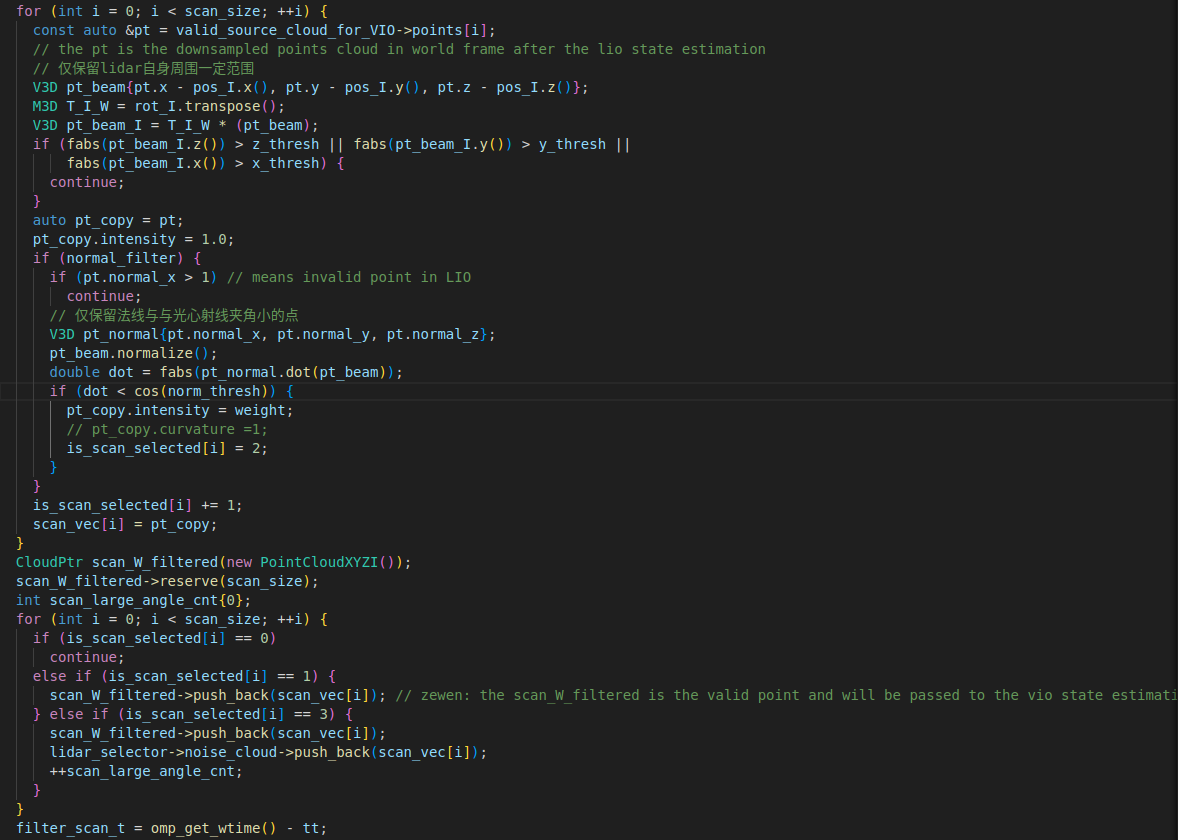 for (int i = 0; i < scan_size; ++i) {
const auto &pt = valid_source_cloud_for_VIO->points[i];
// the pt is the downsampled points cloud in world frame after the lio state estimation
// 仅保留lidar自身周围一定范围
V3D pt_beam{pt.x - pos_I.x(), pt.y - pos_I.y(), pt.z - pos_I.z()};
M3D T_I_W = rot_I.transpose();
V3D pt_beam_I = T_I_W * (pt_beam);
if (fabs(pt_beam_I.z()) > z_thresh || fabs(pt_beam_I.y()) > y_thresh ||
fabs(pt_beam_I.x()) > x_thresh) {
continue;
}
auto pt_copy = pt;
pt_copy.intensity = 1.0;
if (normal_filter) {
if (pt.normal_x > 1) // means invalid point in LIO
continue;
// 仅保留法线与与光心射线夹角小的点
V3D pt_normal{pt.normal_x, pt.normal_y, pt.normal_z};
pt_beam.normalize();
double dot = fabs(pt_normal.dot(pt_beam));
if (dot < cos(norm_thresh)) {
pt_copy.intensity = weight;
// pt_copy.curvature =1;
is_scan_selected[i] = 2;
}
}
is_scan_selected[i] += 1;
scan_vec[i] = pt_copy;
}
CloudPtr scan_W_filtered(new PointCloudXYZI());
scan_W_filtered->reserve(scan_size);
int scan_large_angle_cnt{0};
for (int i = 0; i < scan_size; ++i) {
if (is_scan_selected[i] == 0)
continue;
else if (is_scan_selected[i] == 1) {
scan_W_filtered->push_back(scan_vec[i]); // zewen: the scan_W_filtered is the valid point and will be passed to the vio state estimati
} else if (is_scan_selected[i] == 3) {
scan_W_filtered->push_back(scan_vec[i]);
lidar_selector->noise_cloud->push_back(scan_vec[i]);
++scan_large_angle_cnt;
}
}
filter_scan_t = omp_get_wtime() - tt;